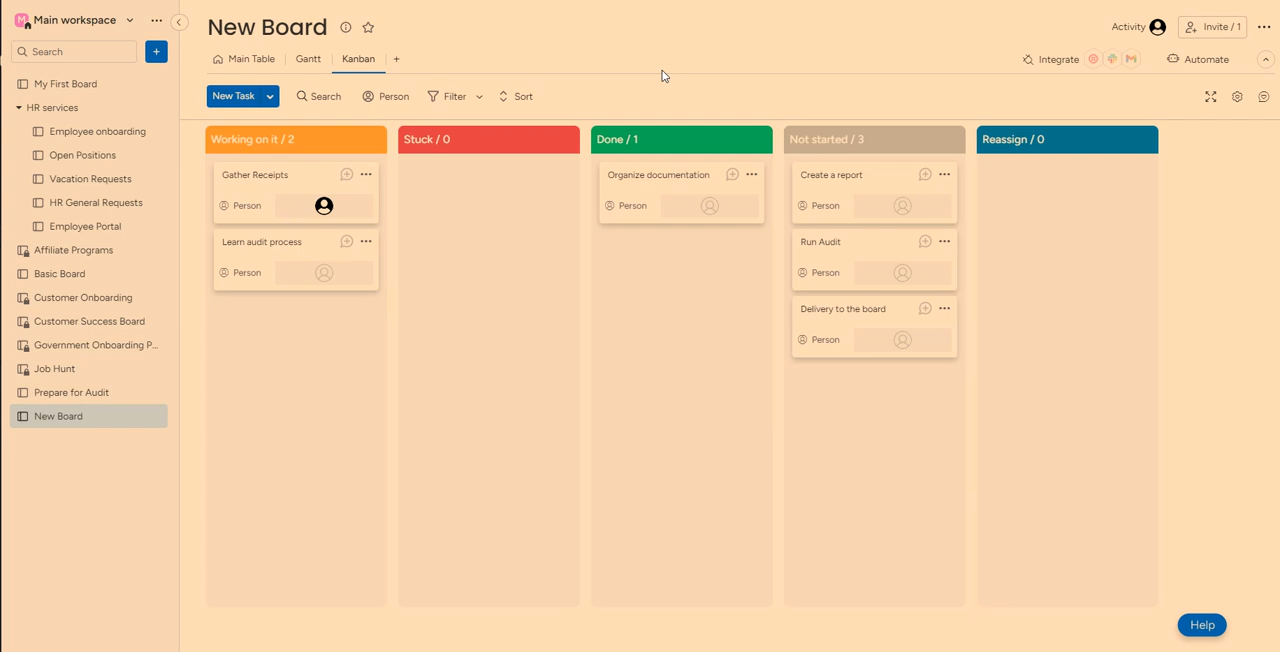 M Main workspace
Search
+
My First Board
HR services
Employee onboarding
Open Positions
Vacation Requests
HR General Requests
Employee Portal
Affiliate Programs
Basic Board
Customer Onboarding
Customer Success Board
Government Onboarding P...
Job Hunt
Prepare for Audit
New Board
New Board
Activity
Invite / 1
Main Table
Gantt
Kanban
+
Integrate
Automate
New Task
Search
Person
Filter
Sort
Working on it / 2
Gather Receipts
Person
Learn audit process
Person
Stuck / 0
Done / 1
Organize documentation
Person
Not started / 3
Create a report
Person
Run Audit
Person
Delivery to the board
Person
Reassign / 0
Help